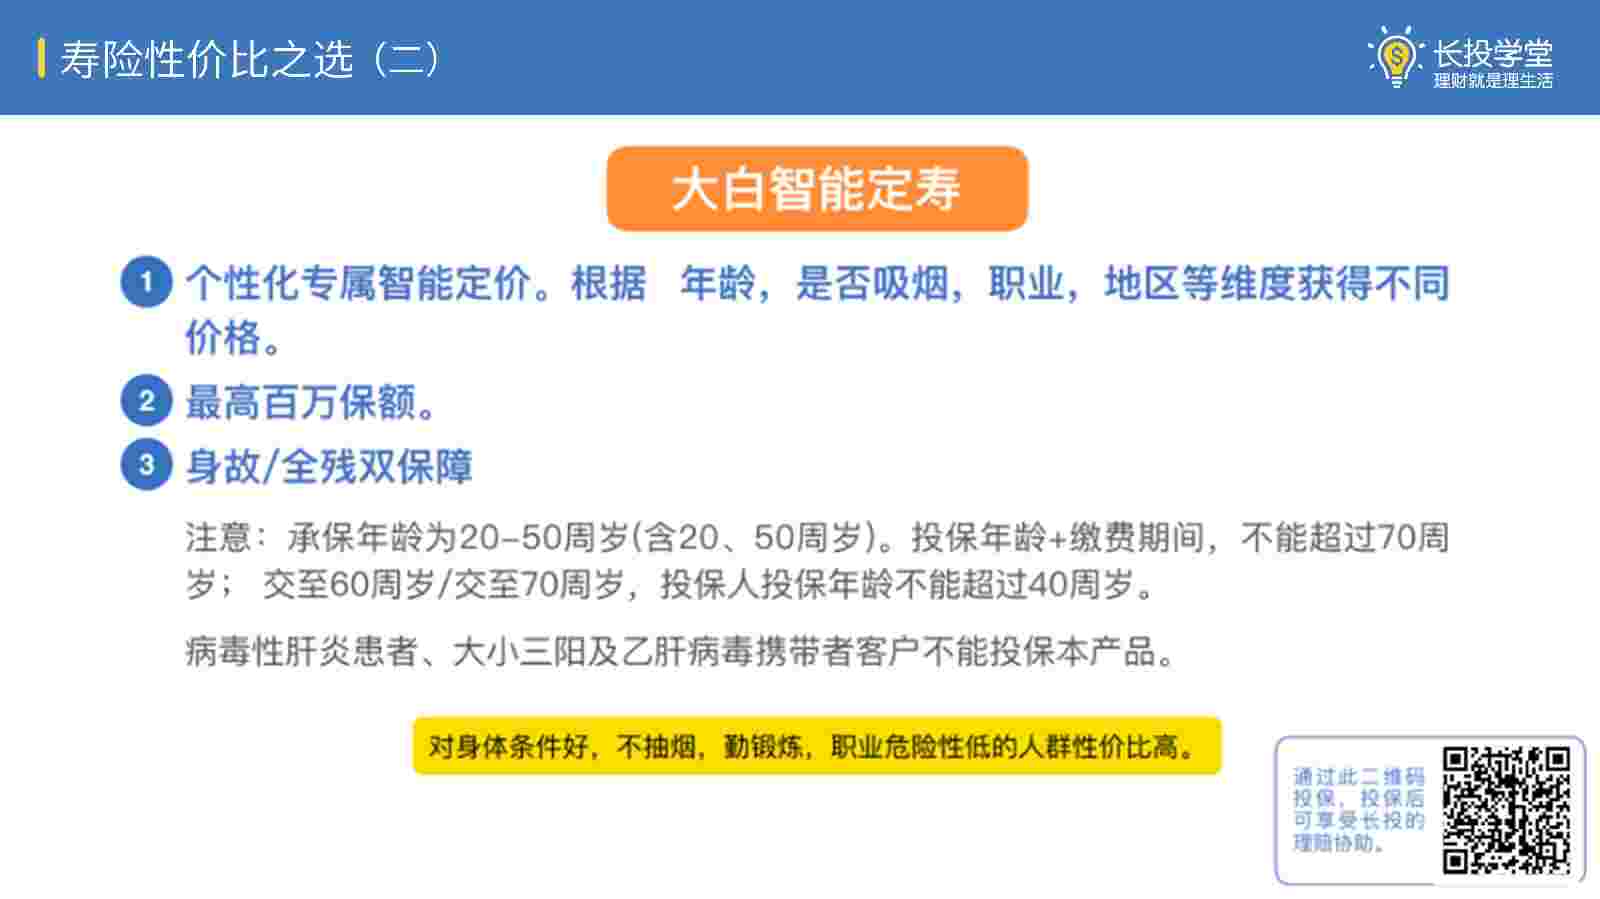 寿险性价比之选（二）
长投学堂
理财就是理生活
大白智能定寿
1 个性化专属智能定价。根据 年龄，是否吸烟，职业，地区等维度获得不同
价格。
2 最高百万保额。
3 身故/全残双保障
注意：承保年龄为20-50周岁(含20、50周岁)。投保年龄+缴费期间，不能超过70周
岁； 交至60周岁/交至70周岁，投保人投保年龄不能超过40周岁。
病毒性肝炎患者、大小三阳及乙肝病毒携带者客户不能投保本产品。
对身体条件好，不抽烟，勤锻炼，职业危险性低的人群性价比高。
通过此二维码
投保，投保后
可享受长投的
理赔协助。